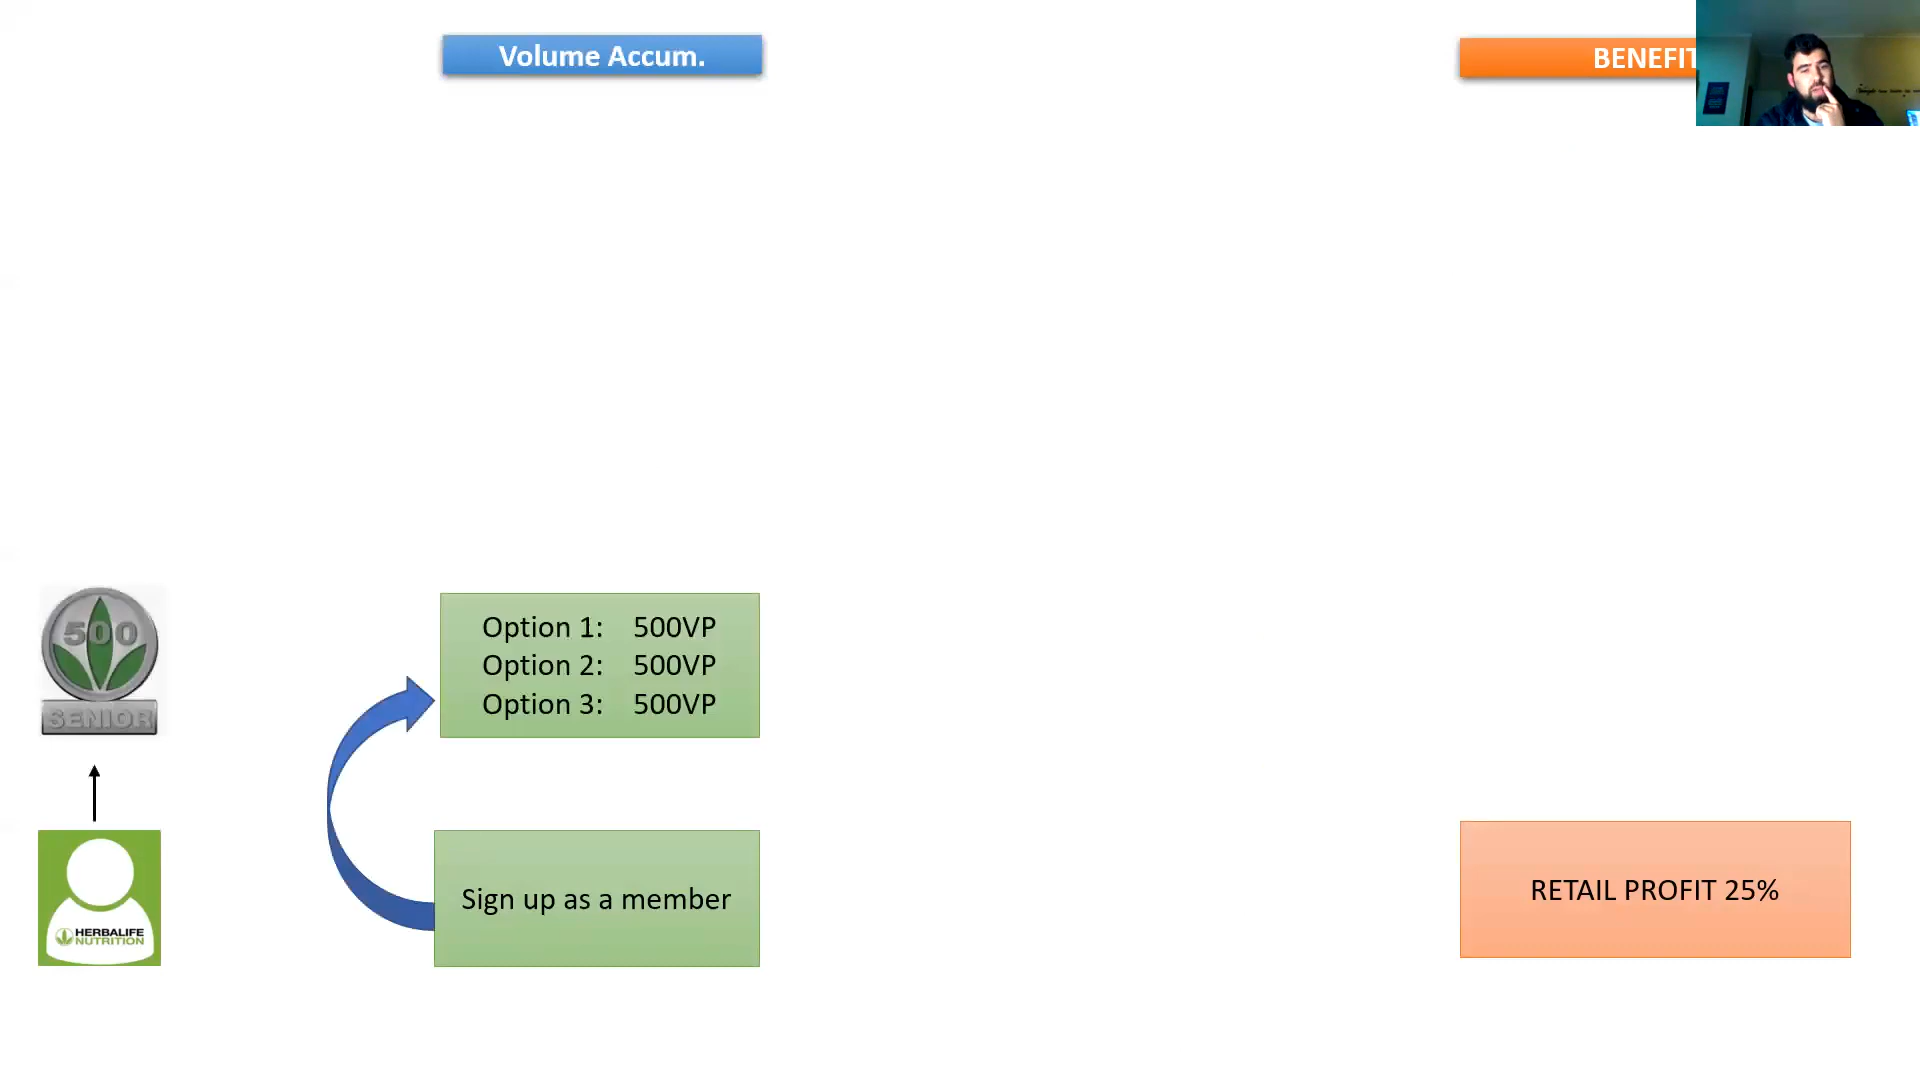 Volume Accum.
BENEFIT
500
SENIOR
Option 1: 500VP
Option 2: 500VP
Option 3: 500VP
HERBALIFE
NUTRITION
Sign up as a member
RETAIL PROFIT 25%